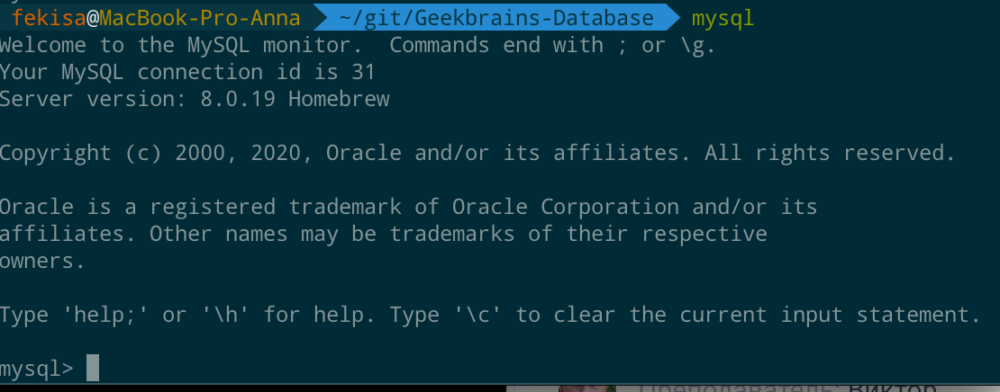 fekisa@MacBook-Pro-Anna ~/git/Geekbrains-Database mysql
Welcome to the MySQL monitor.  Commands end with ; or \g.
Your MySQL connection id is 31
Server version: 8.0.19 Homebrew

Copyright (c) 2000, 2020, Oracle and/or its affiliates. All rights reserved.

Oracle is a registered trademark of Oracle Corporation and/or its
affiliates. Other names may be trademarks of their respective
owners.

Type 'help;' or '\h' for help. Type '\c' to clear the current input statement.

mysql>
Преподаватель: Виктор